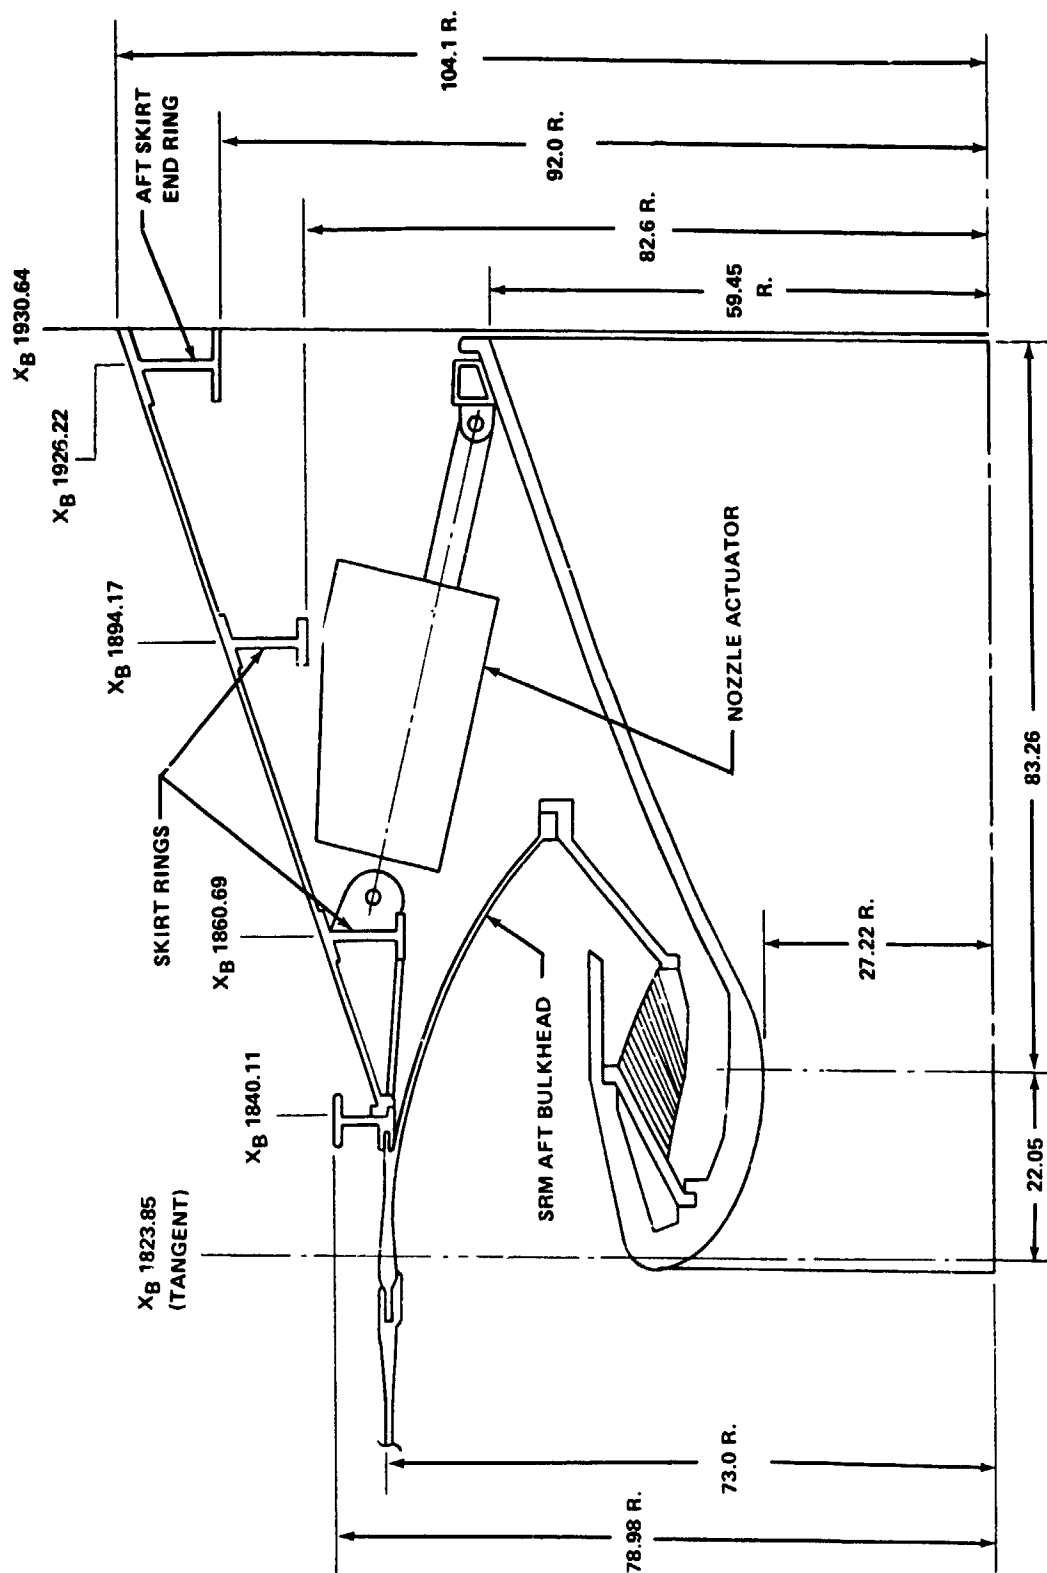 X_B 1823.85
(TANGENT)
X_B 1840.11
X_B 1860.69
SKIRT RINGS
X_B 1894.17
X_B 1926.22
X_B 1930.64
AFT SKIRT
END RING
104.1 R.
92.0 R.
82.6 R.
59.45
R.
NOZZLE ACTUATOR
SRM AFT BULKHEAD
27.22 R.
83.26
22.05
73.0 R.
78.98 R.